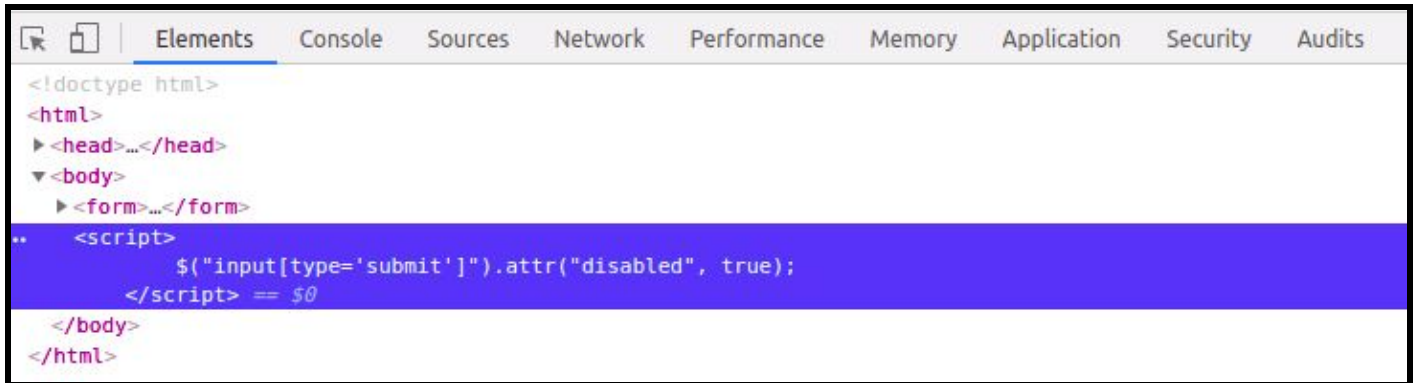 Elements Console Sources Network Performance Memory Application Security Audits
<!doctype html>
<html>
<head>…</head>
<body>
<form>…</form>
<script>
$("input[type='submit']").attr("disabled", true);
</script> == $0
</body>
</html>